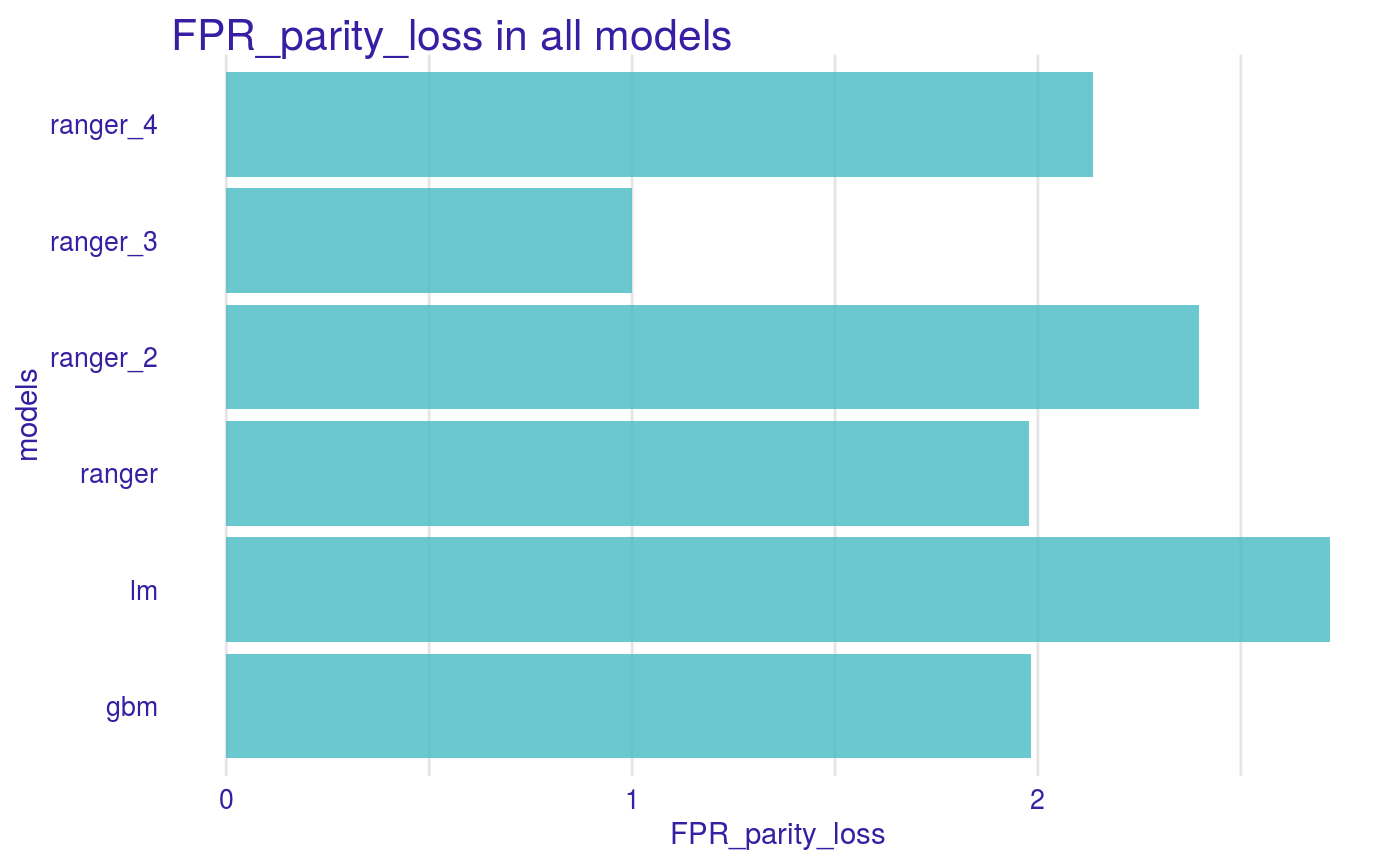 FPR_parity_loss in all models
ranger_4
ranger_3
ranger_2
ranger
lm
gbm
models
0 1 2
FPR_parity_loss